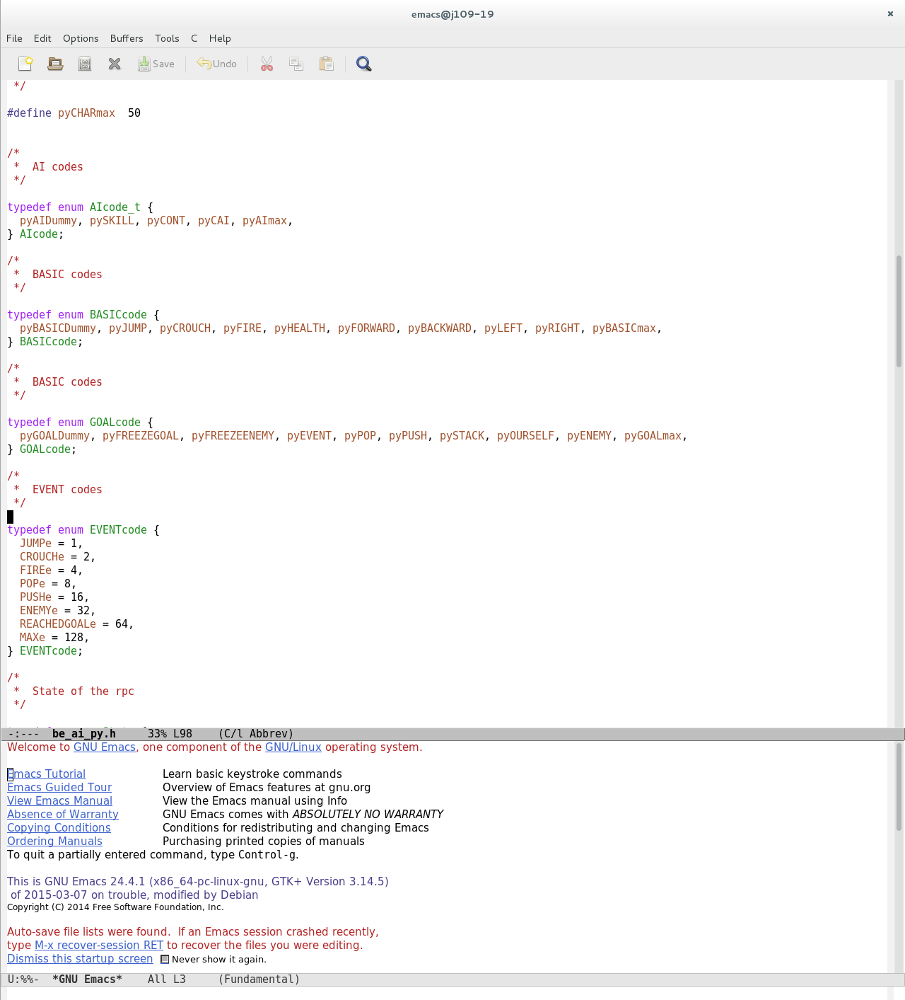 emacs@j109-19
File Edit Options Buffers Tools C Help
Save Undo
 */
#define pyCHARmax  50
/*
 *  AI codes
 */
typedef enum AIcode_t {
  pyAIDummy, pySKILL, pyCONT, pyCAI, pyAImax,
} AIcode;
/*
 *  BASIC codes
 */
typedef enum BASICcode {
  pyBASICDummy, pyJUMP, pyCROUCH, pyFIRE, pyHEALTH, pyFORWARD, pyBACKWARD, pyLEFT, pyRIGHT, pyBASICmax,
} BASICcode;
/*
 *  BASIC codes
 */
typedef enum GOALcode {
  pyGOALDummy, pyFREEZEGOAL, pyFREEZEENEMY, pyEVENT, pyPOP, pyPUSH, pySTACK, pyOURSELF, pyENEMY, pyGOALmax,
} GOALcode;
/*
 *  EVENT codes
 */
typedef enum EVENTcode {
  JUMPe = 1,
  CROUCHe = 2,
  FIREe = 4,
  POPe = 8,
  PUSHe = 16,
  ENEMYe = 32,
  REACHEDGOALe = 64,
  MAXe = 128,
} EVENTcode;
/*
 *  State of the rpc
 */
-:---  be_ai_py.h     33% L98    (C/l Abbrev)
Welcome to GNU Emacs, one component of the GNU/Linux operating system.
Emacs Tutorial Learn basic keystroke commands
Emacs Guided Tour Overview of Emacs features at gnu.org
View Emacs Manual View the Emacs manual using Info
Absence of Warranty GNU Emacs comes with ABSOLUTELY NO WARRANTY
Copying Conditions Conditions for redistributing and changing Emacs
Ordering Manuals Purchasing printed copies of manuals
To quit a partially entered command, type Control-g.
This is GNU Emacs 24.4.1 (x86_64-pc-linux-gnu, GTK+ Version 3.14.5)
 of 2015-03-07 on trouble, modified by Debian
Copyright (C) 2014 Free Software Foundation, Inc.
Auto-save file lists were found.  If an Emacs session crashed recently,
type M-x recover-session RET to recover the files you were editing.
Dismiss this startup screen Never show it again.
U:%%-  *GNU Emacs*    All L3     (Fundamental)